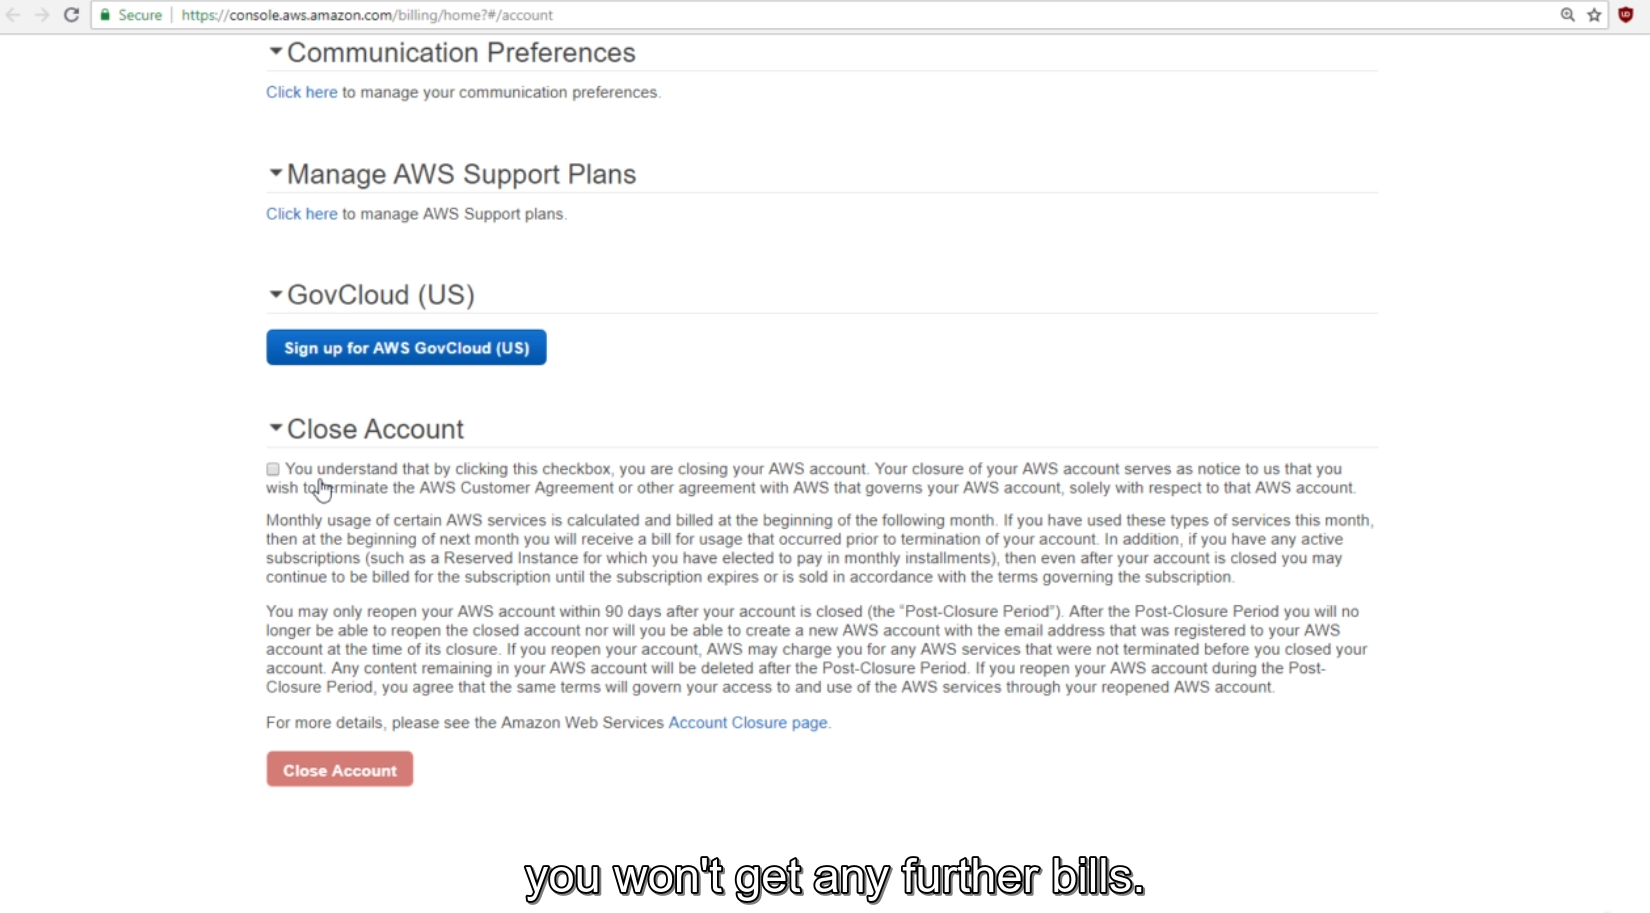 Secure | https://console.aws.amazon.com/billing/home?#/account
Communication Preferences
Click here to manage your communication preferences.
Manage AWS Support Plans
Click here to manage AWS Support plans.
GovCloud (US)
Sign up for AWS GovCloud (US)
Close Account
You understand that by clicking this checkbox, you are closing your AWS account. Your closure of your AWS account serves as notice to us that you
wish to terminate the AWS Customer Agreement or other agreement with AWS that governs your AWS account, solely with respect to that AWS account.
Monthly usage of certain AWS services is calculated and billed at the beginning of the following month. If you have used these types of services this month,
then at the beginning of next month you will receive a bill for usage that occurred prior to termination of your account. In addition, if you have any active
subscriptions (such as a Reserved Instance for which you have elected to pay in monthly installments), then even after your account is closed you may
continue to be billed for the subscription until the subscription expires or is sold in accordance with the terms governing the subscription.
You may only reopen your AWS account within 90 days after your account is closed (the “Post-Closure Period”). After the Post-Closure Period you will no
longer be able to reopen the closed account nor will you be able to create a new AWS account with the email address that was registered to your AWS
account at the time of its closure. If you reopen your account, AWS may charge you for any AWS services that were not terminated before you closed your
account. Any content remaining in your AWS account will be deleted after the Post-Closure Period. If you reopen your AWS account during the Post-
Closure Period, you agree that the same terms will govern your access to and use of the AWS services through your reopened AWS account.
For more details, please see the Amazon Web Services Account Closure page.
Close Account
you won't get any further bills.